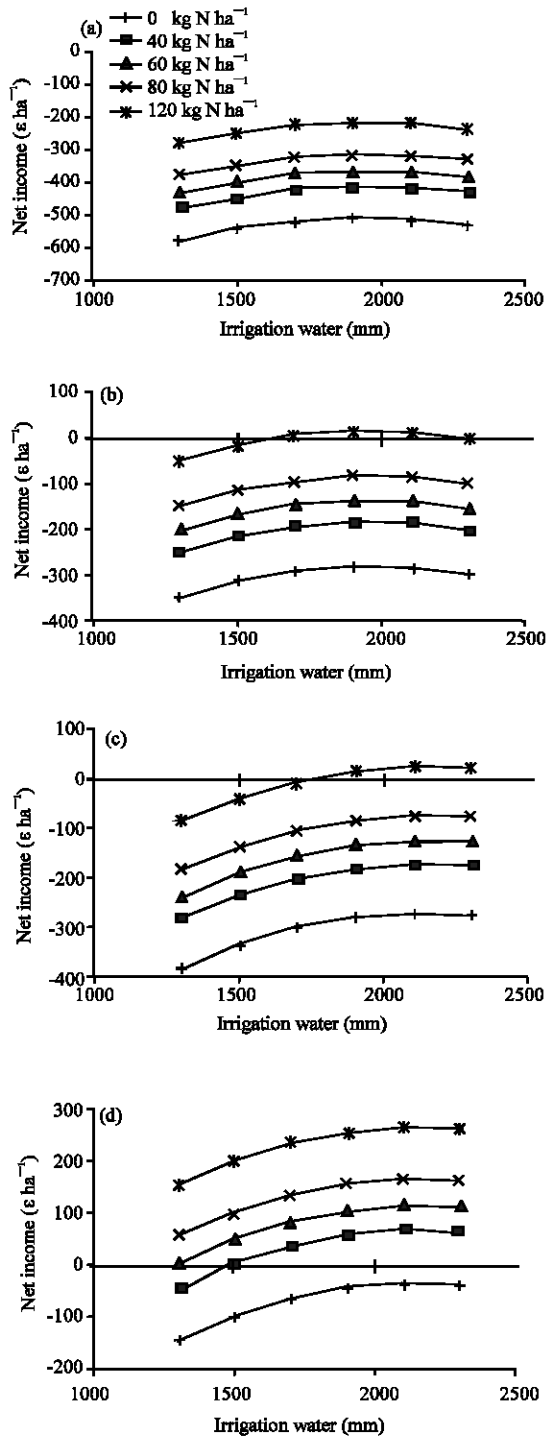 (a)
0 kg N ha⁻¹
40 kg N ha⁻¹
60 kg N ha⁻¹
80 kg N ha⁻¹
120 kg N ha⁻¹
0
-100
-200
-300
-400
-500
-600
-700
Net income (ε ha⁻¹)
1000 1500 2000 2500
Irrigation water (mm)
(b)
100
0
-100
-200
-300
-400
Net income (ε ha⁻¹)
1000 1500 2000 2500
Irrigation water (mm)
(c)
100
0
-100
-200
-300
-400
Net income (ε ha⁻¹)
1000 1500 2000 2500
Irrigation water (mm)
(d)
300
200
100
0
-100
-200
Net income (ε ha⁻¹)
1000 1500 2000 2500
Irrigation water (mm)